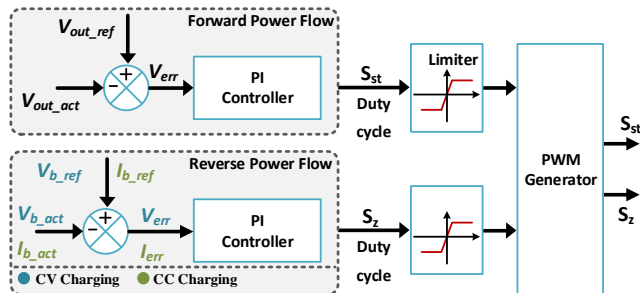 Forward Power Flow
V_out_ref
+
-
V_out_act
V_err
PI
Controller
S_st
Duty
cycle
Limiter
PWM
Generator
S_st
S_z
Reverse Power Flow
V_b_ref I_b_ref
+
-
V_b_act
I_b_act
V_err
I_err
PI
Controller
S_z
Duty
cycle
CV Charging CC Charging